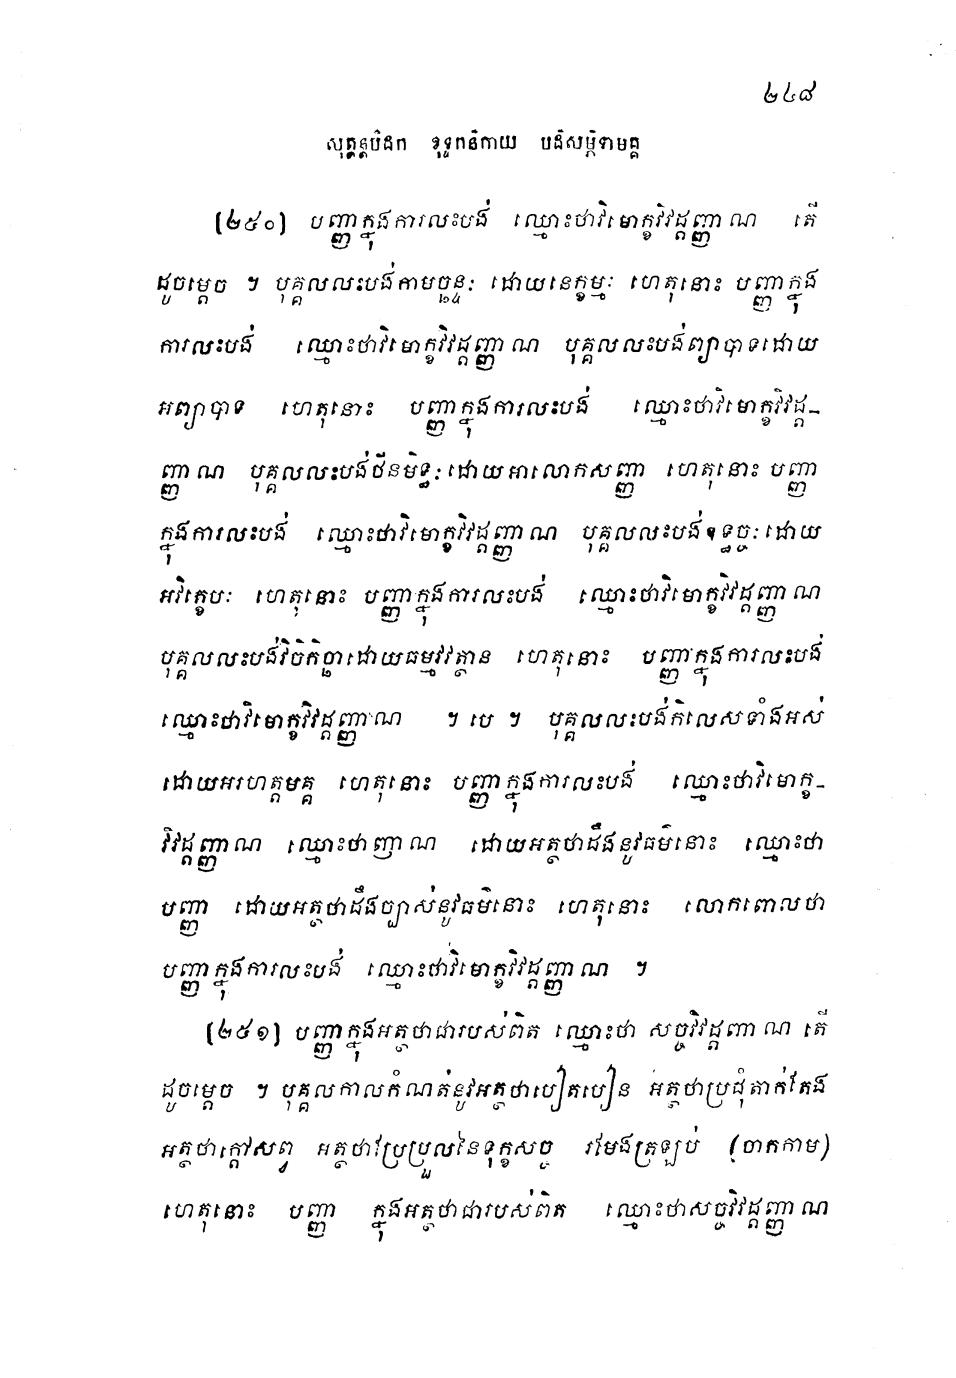 ២៤៨
សុត្តន្តបិដក ខុទ្ទកនិកាយ បដិសម្ភិទាមគ្គ
(២៥០) បញ្ញាក្នុងការលះបង់ ឈ្មោះថាវិមោក្ខវិវដ្តញ្ញាណ តើ
ដូចម្តេច ។ បុគ្គលលះបង់កាមច្ឆន្ទៈ ដោយនេក្ខម្មៈ ហេតុនោះ បញ្ញាក្នុង
ការលះបង់ ឈ្មោះថាវិមោក្ខវិវដ្តញ្ញាណ បុគ្គលលះបង់ព្យាបាទដោយ
អព្យាបាទ ហេតុនោះ បញ្ញាក្នុងការលះបង់ ឈ្មោះថាវិមោក្ខវិវដ្ត-
ញ្ញាណ បុគ្គលលះបង់ថីនមិទ្ធៈដោយអាលោកសញ្ញា ហេតុនោះ បញ្ញា
ក្នុងការលះបង់ ឈ្មោះថាវិមោក្ខវិវដ្តញ្ញាណ បុគ្គលលះបង់ឧទ្ធច្ចៈដោយ
អវិក្ខេបៈ ហេតុនោះ បញ្ញាក្នុងការលះបង់ ឈ្មោះថាវិមោក្ខវិវដ្តញ្ញាណ
បុគ្គលលះបង់វិចិកិច្ឆាដោយធម្មវវត្ថាន ហេតុនោះ បញ្ញាក្នុងការលះបង់
ឈ្មោះថាវិមោក្ខវិវដ្តញ្ញាណ ។ បេ ។ បុគ្គលលះបង់កិលេសទាំងអស់
ដោយអរហត្តមគ្គ ហេតុនោះ បញ្ញាក្នុងការលះបង់ ឈ្មោះថាវិមោក្ខ-
វិវដ្តញ្ញាណ ឈ្មោះថាញាណ ដោយអត្ថថាដឹងនូវធម៌នោះ ឈ្មោះថា
បញ្ញា ដោយអត្ថថាដឹងច្បាស់នូវធម៌នោះ ហេតុនោះ លោកពោលថា
បញ្ញាក្នុងការលះបង់ ឈ្មោះថាវិមោក្ខវិវដ្តញ្ញាណ ។
(២៥១) បញ្ញាក្នុងអត្ថថាជារបស់ពិត ឈ្មោះថា សច្ចវិវដ្តញាណ តើ
ដូចម្តេច ។ បុគ្គលកាលកំណត់នូវអត្ថថាបៀតបៀន អត្ថថាប្រជុំតាក់តែង
អត្ថថាក្តៅសព្វ អត្ថថាប្រែប្រួលនៃទុក្ខសច្ច រមែងត្រឡប់ (ចាកកាម)
ហេតុនោះ បញ្ញា ក្នុងអត្ថថាជារបស់ពិត ឈ្មោះថាសច្ចវិវដ្តញ្ញាណ